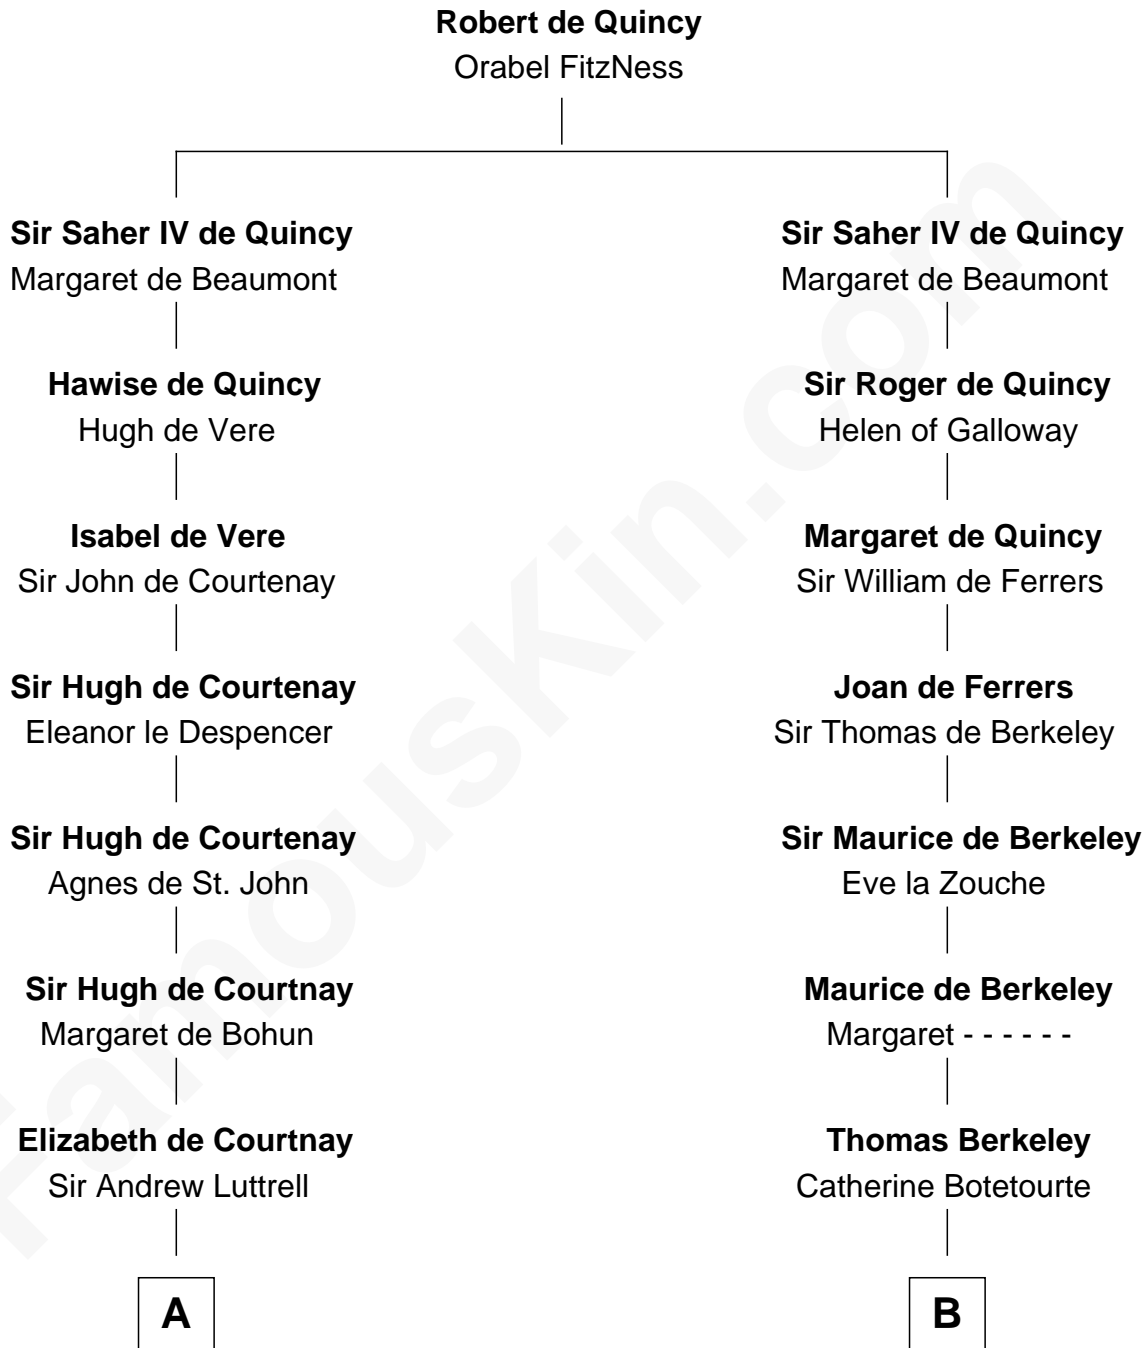 Robert de Quincy
Orabel FitzNess
Sir Saher IV de Quincy
Margaret de Beaumont
Hawise de Quincy
Hugh de Vere
Isabel de Vere
Sir John de Courtenay
Sir Hugh de Courtenay
Eleanor le Despencer
Sir Hugh de Courtenay
Agnes de St. John
Sir Hugh de Courtnay
Margaret de Bohun
Elizabeth de Courtnay
Sir Andrew Luttrell
A
Sir Saher IV de Quincy
Margaret de Beaumont
Sir Roger de Quincy
Helen of Galloway
Margaret de Quincy
Sir William de Ferrers
Joan de Ferrers
Sir Thomas de Berkeley
Sir Maurice de Berkeley
Eve la Zouche
Maurice de Berkeley
Margaret - - - - - -
Thomas Berkeley
Catherine Botetourte
B
FamousKin.com